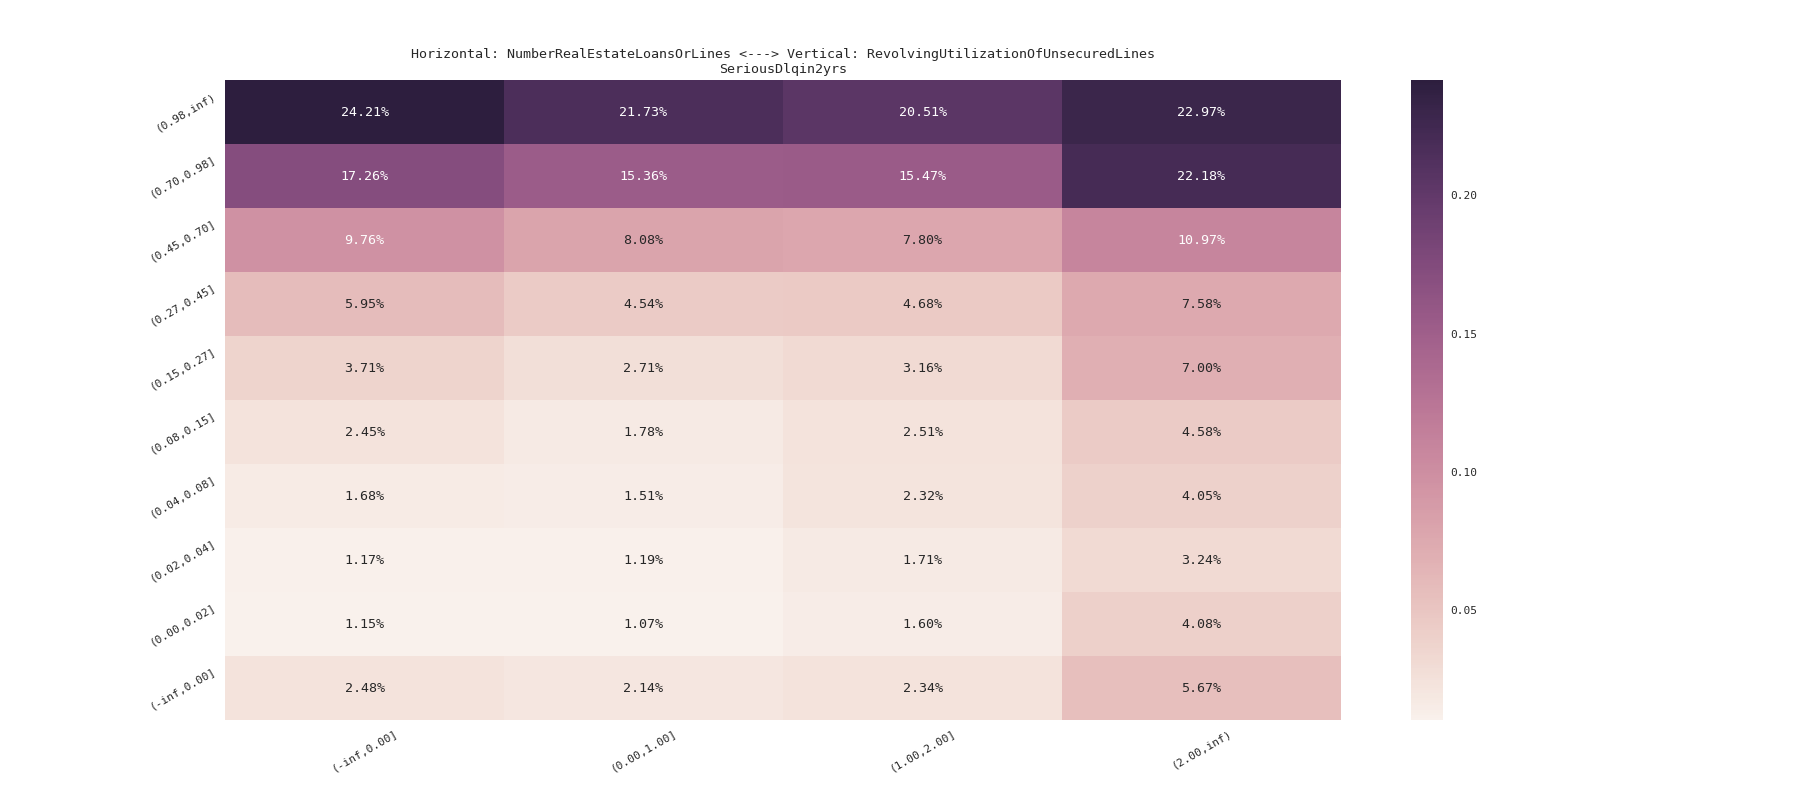 Horizontal: NumberRealEstateLoansOrLines <---> Vertical: RevolvingUtilizationOfUnsecuredLines
SeriousDlqin2yrs
(0.98,inf) 24.21% 21.73% 20.51% 22.97%
(0.70,0.98] 17.26% 15.36% 15.47% 22.18%
0.20
(0.45,0.70] 9.76% 8.08% 7.80% 10.97%
(0.27,0.45] 5.95% 4.54% 4.68% 7.58%
0.15
(0.15,0.27] 3.71% 2.71% 3.16% 7.00%
(0.08,0.15] 2.45% 1.78% 2.51% 4.58%
0.10
(0.04,0.08] 1.68% 1.51% 2.32% 4.05%
(0.02,0.04] 1.17% 1.19% 1.71% 3.24%
0.05
(0.00,0.02] 1.15% 1.07% 1.60% 4.08%
(-inf,0.00] 2.48% 2.14% 2.34% 5.67%
(-inf,0.00] (0.00,1.00] (1.00,2.00] (2.00,inf)